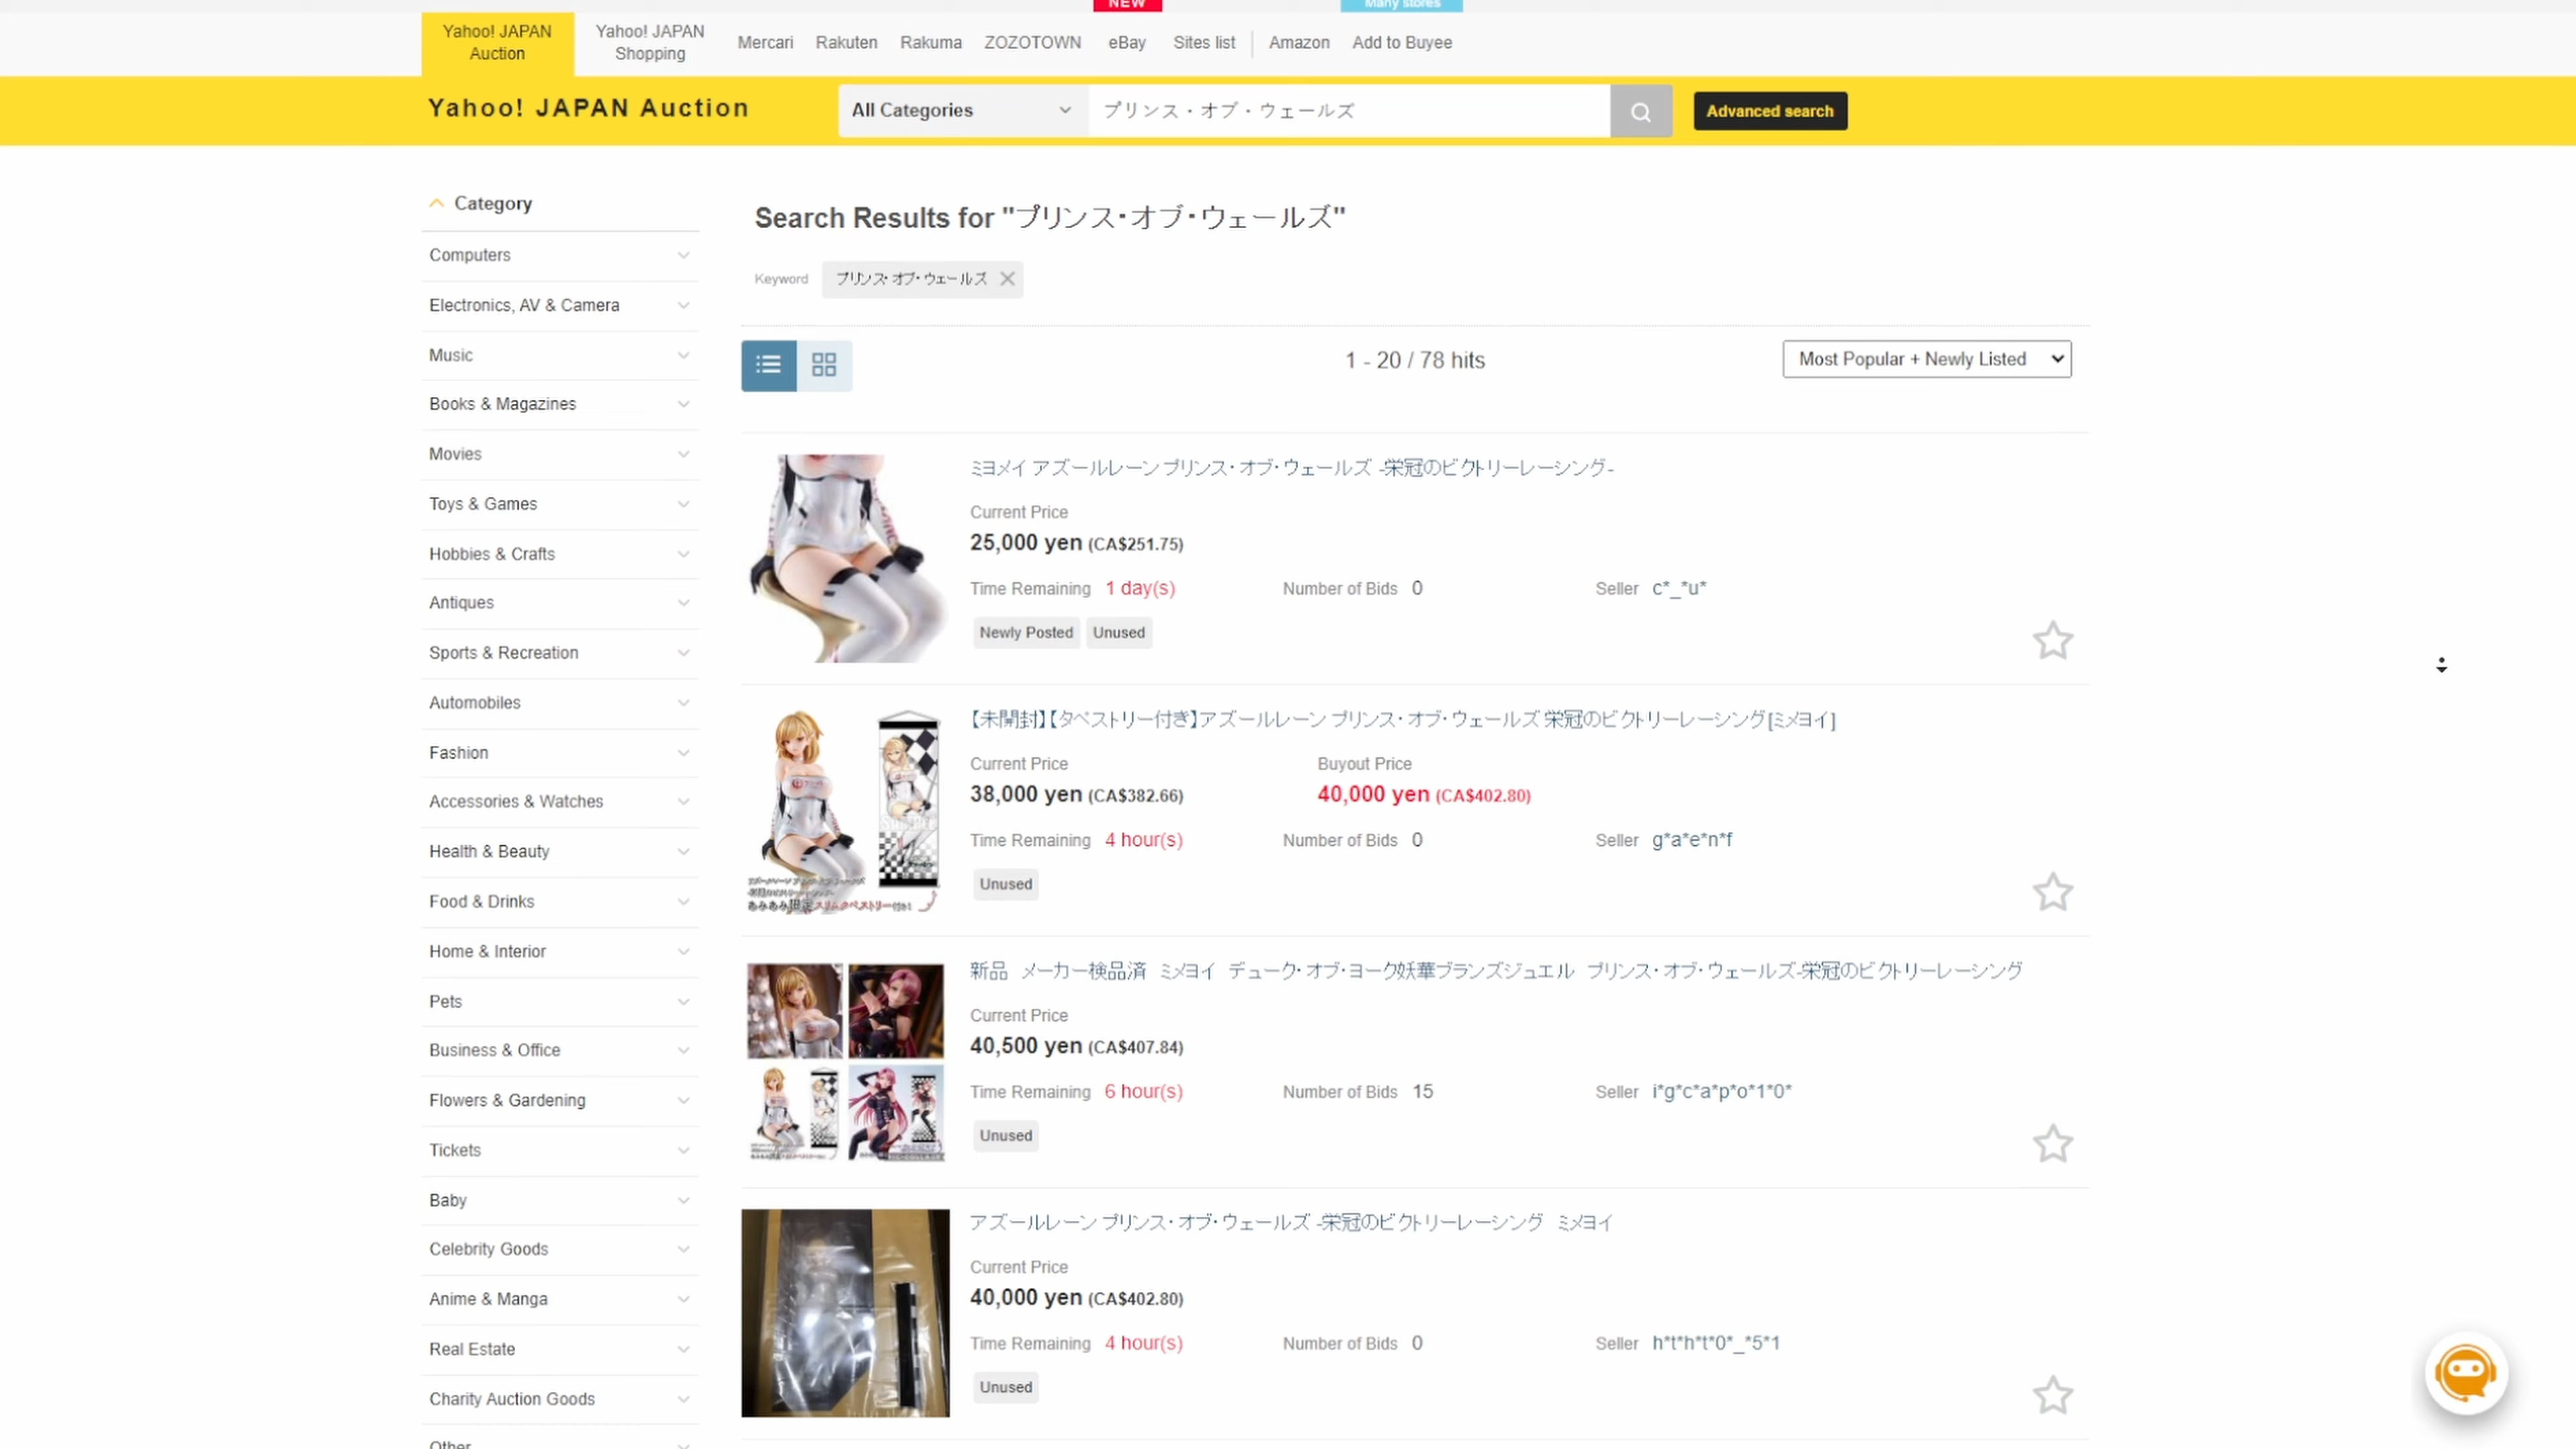 NEW
Many stores
Yahoo! JAPAN
Auction
Yahoo! JAPAN
Shopping
Mercari
Rakuten
Rakuma
ZOZOTOWN
eBay
Sites list
Amazon
Add to Buyee
Yahoo! JAPAN Auction
All Categories
プリンス・オブ・ウェールズ
Advanced search
Category
Computers
Electronics, AV & Camera
Music
Books & Magazines
Movies
Toys & Games
Hobbies & Crafts
Antiques
Sports & Recreation
Automobiles
Fashion
Accessories & Watches
Health & Beauty
Food & Drinks
Home & Interior
Pets
Business & Office
Flowers & Gardening
Tickets
Baby
Celebrity Goods
Anime & Manga
Real Estate
Charity Auction Goods
Other
Search Results for "プリンス・オブ・ウェールズ"
Keyword プリンス・オブ・ウェールズ
1 - 20 / 78 hits
Most Popular + Newly Listed
ミヨメイ アズールレーン プリンス・オブ・ウェールズ -栄冠のビクトリーレーシング-
Current Price
25,000 yen (CA$251.75)
Time Remaining 1 day(s) Number of Bids 0 Seller c*_*u*
Newly Posted Unused
【未開封】【タペストリー付き】アズールレーン プリンス・オブ・ウェールズ 栄冠のビクトリーレーシング[ミメヨイ]
Current Price Buyout Price
38,000 yen (CA$382.66) 40,000 yen (CA$402.80)
Time Remaining 4 hour(s) Number of Bids 0 Seller g*a*e*n*f
Unused
あみあみ限定スリムタペストリー付き!
新品 メーカー検品済 ミメヨイ デューク・オブ・ヨーク妖華ブランズジュエル プリンス・オブ・ウェールズ-栄冠のビクトリーレーシング
Current Price
40,500 yen (CA$407.84)
Time Remaining 6 hour(s) Number of Bids 15 Seller i*g*c*a*p*o*1*0*
Unused
アズールレーン プリンス・オブ・ウェールズ -栄冠のビクトリーレーシング ミメヨイ
Current Price
40,000 yen (CA$402.80)
Time Remaining 4 hour(s) Number of Bids 0 Seller h*t*h*t*0*_*5*1
Unused